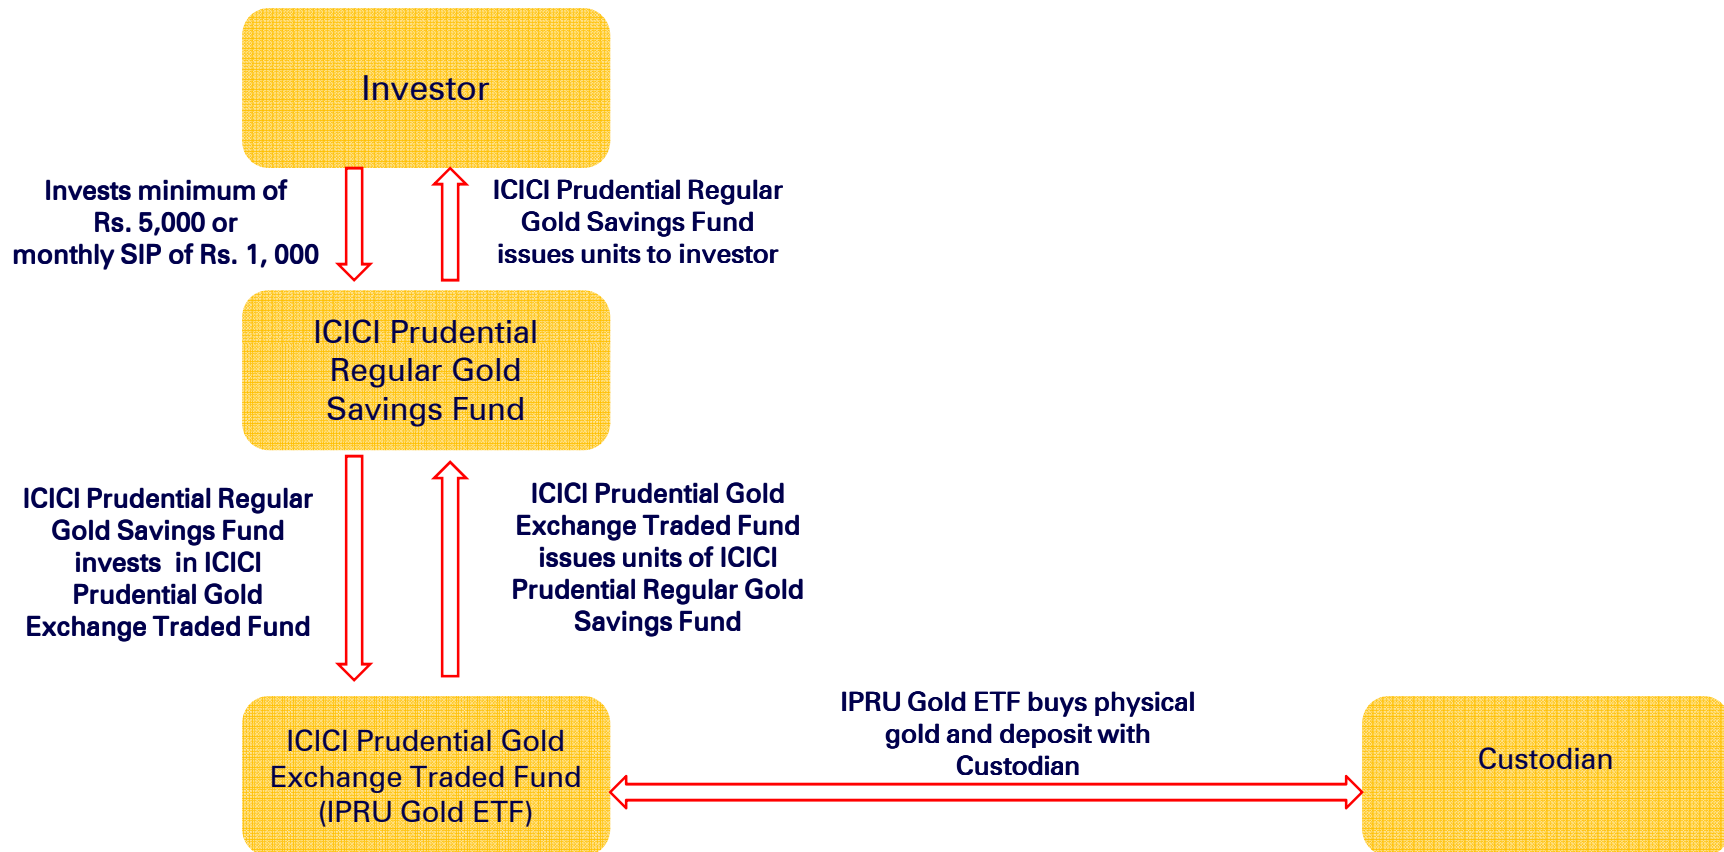 Investor
Invests minimum of
Rs. 5,000 or
monthly SIP of Rs. 1, 000
ICICI Prudential Regular
Gold Savings Fund
issues units to investor
ICICI Prudential
Regular Gold
Savings Fund
ICICI Prudential Regular
Gold Savings Fund
invests  in ICICI
Prudential Gold
Exchange Traded Fund
ICICI Prudential Gold
Exchange Traded Fund
issues units of ICICI
Prudential Regular Gold
Savings Fund
ICICI Prudential Gold
Exchange Traded Fund
(IPRU Gold ETF)
IPRU Gold ETF buys physical
gold and deposit with
Custodian
Custodian